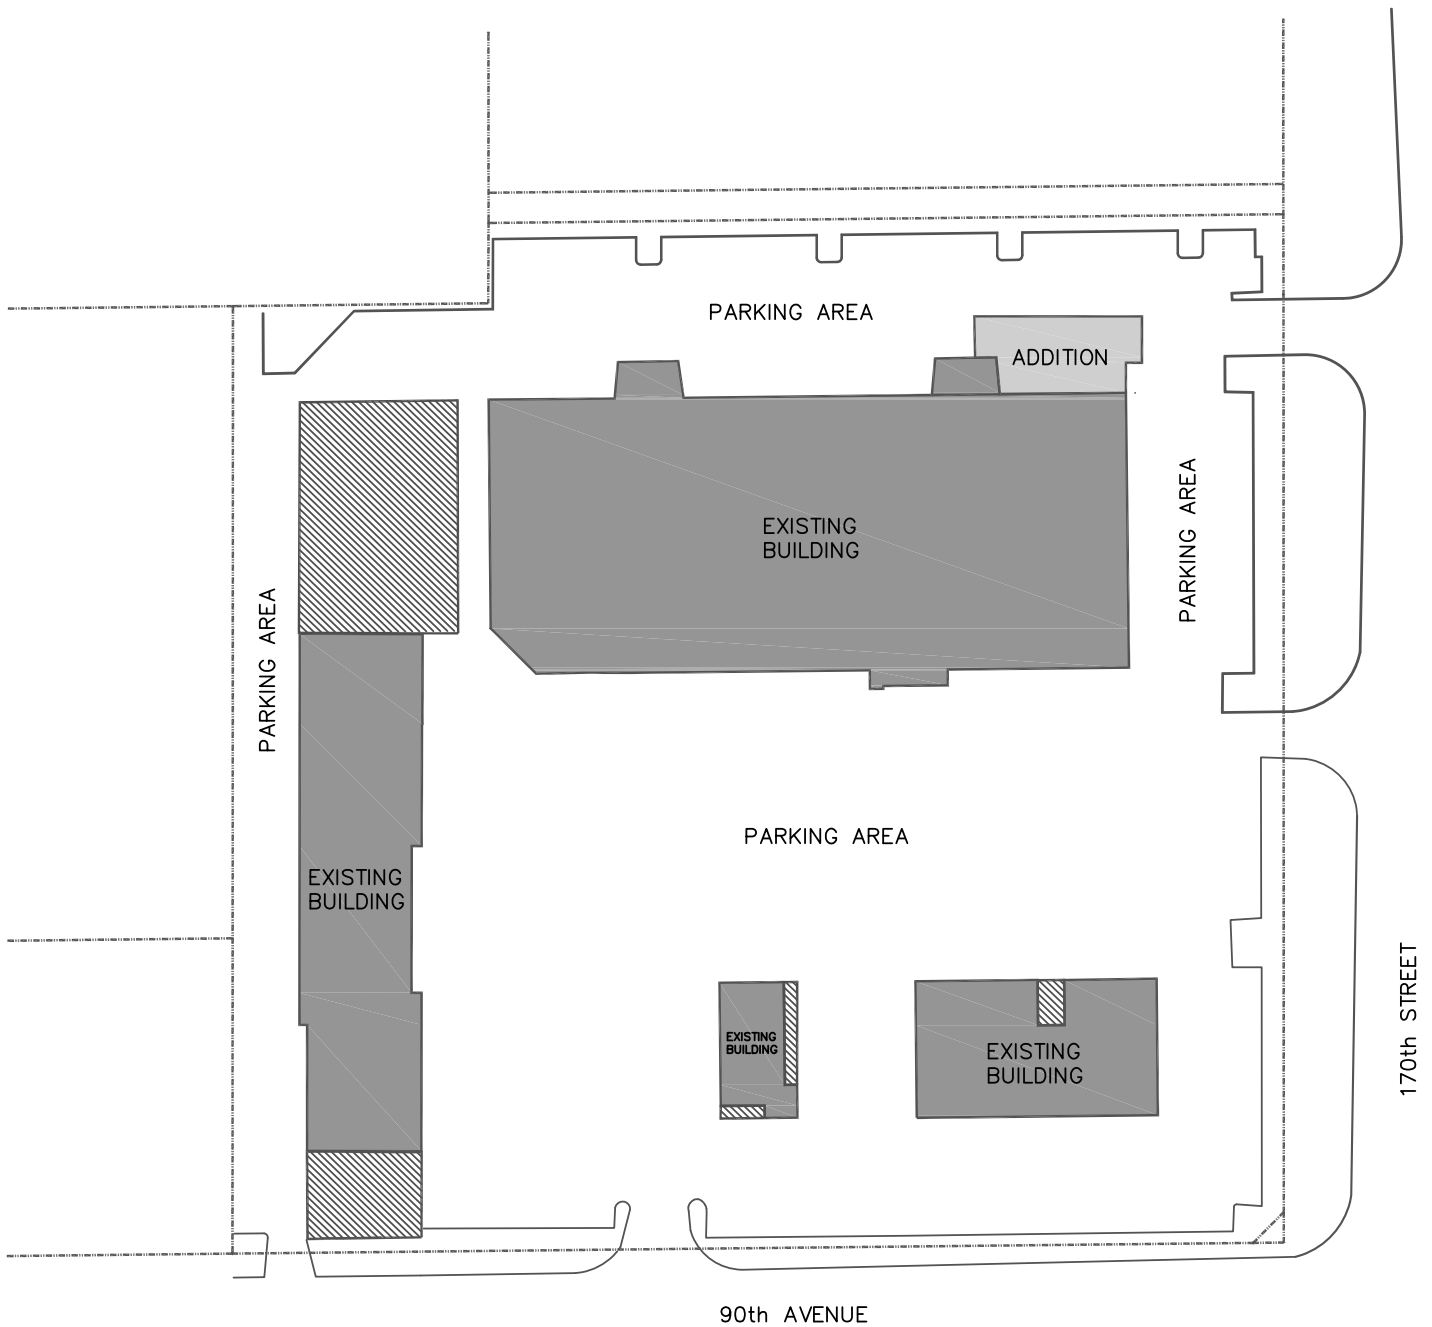 PARKING AREA
ADDITION
EXISTING
BUILDING
PARKING AREA
PARKING AREA
PARKING AREA
EXISTING
BUILDING
EXISTING
BUILDING
EXISTING
BUILDING
170th STREET
90th AVENUE